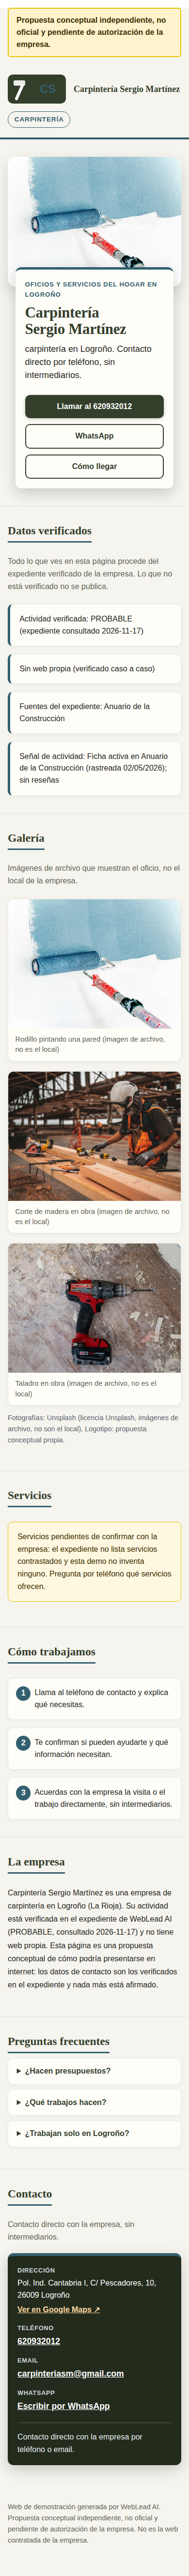 Propuesta conceptual independiente, no
oficial y pendiente de autorización de la
empresa.
CS
Carpintería Sergio Martínez
CARPINTERÍA
OFICIOS Y SERVICIOS DEL HOGAR EN
LOGROÑO
Carpintería
Sergio Martínez
carpintería en Logroño. Contacto
directo por teléfono, sin
intermediarios.
Llamar al 620932012
WhatsApp
Cómo llegar
Datos verificados
Todo lo que ves en esta página procede del
expediente verificado de la empresa. Lo que no
está verificado no se publica.
Actividad verificada: PROBABLE
(expediente consultado 2026-11-17)
Sin web propia (verificado caso a caso)
Fuentes del expediente: Anuario de la
Construcción
Señal de actividad: Ficha activa en Anuario
de la Construcción (rastreada 02/05/2026);
sin reseñas
Galería
Imágenes de archivo que muestran el oficio, no el
local de la empresa.
Rodillo pintando una pared (imagen de archivo,
no es el local)
Corte de madera en obra (imagen de archivo, no
es el local)
Taladro en obra (imagen de archivo, no es el
local)
Fotografías: Unsplash (licencia Unsplash, imágenes de
archivo, no son el local). Logotipo: propuesta
conceptual propia.
Servicios
Servicios pendientes de confirmar con la
empresa: el expediente no lista servicios
contrastados y esta demo no inventa
ninguno. Pregunta por teléfono qué servicios
ofrecen.
Cómo trabajamos
1 Llama al teléfono de contacto y explica
qué necesitas.
2 Te confirman si pueden ayudarte y qué
información necesitan.
3 Acuerdas con la empresa la visita o el
trabajo directamente, sin intermediarios.
La empresa
Carpintería Sergio Martínez es una empresa de
carpintería en Logroño (La Rioja). Su actividad
está verificada en el expediente de WebLead AI
(PROBABLE, consultado 2026-11-17) y no tiene
web propia. Esta página es una propuesta
conceptual de cómo podría presentarse en
internet: los datos de contacto son los verificados
en el expediente y nada más está afirmado.
Preguntas frecuentes
¿Hacen presupuestos?
¿Qué trabajos hacen?
¿Trabajan solo en Logroño?
Contacto
Contacto directo con la empresa, sin
intermediarios.
DIRECCIÓN
Pol. Ind. Cantabria I, C/ Pescadores, 10,
26009 Logroño
Ver en Google Maps ↗
TELÉFONO
620932012
EMAIL
carpinteriasm@gmail.com
WHATSAPP
Escribir por WhatsApp
Contacto directo con la empresa por
teléfono o email.
Web de demostración generada por WebLead AI.
Propuesta conceptual independiente, no oficial y
pendiente de autorización de la empresa. No es la web
contratada de la empresa.